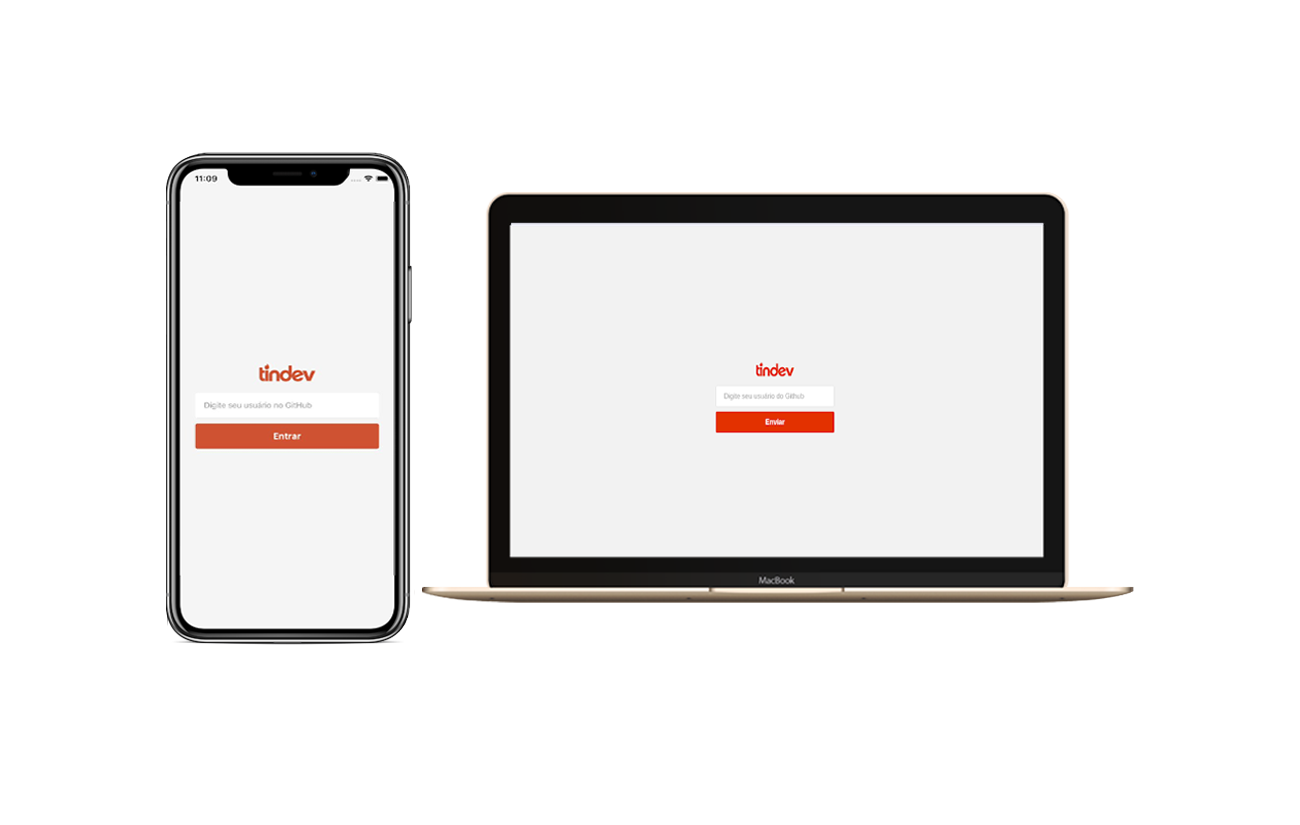 11:09
tindev
Digite seu usuário no GitHub
Entrar
tindev
Digite seu usuário do Github
Enviar
MacBook